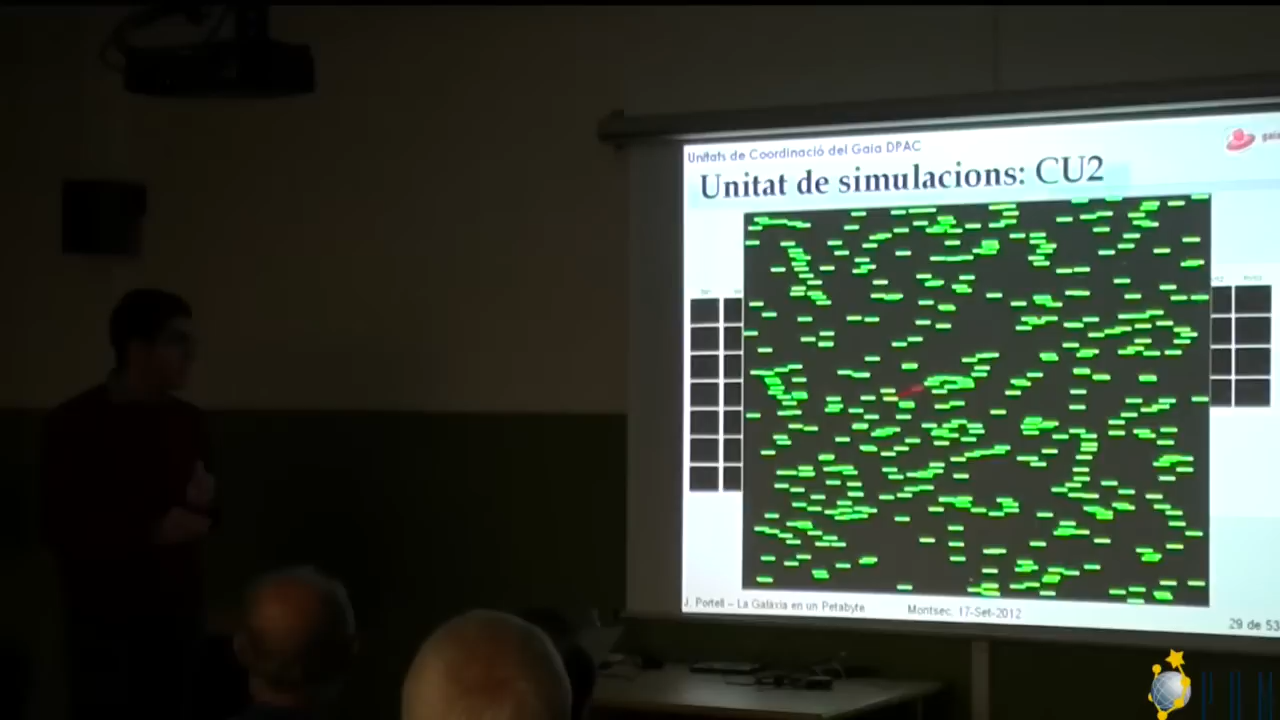 Unitats de Coordinació del Gaia DPAC
gaia
Unitat de simulacions: CU2
J. Portell – La Galàxia en un Petabyte
Montsec, 17-Set-2012
29 de 53